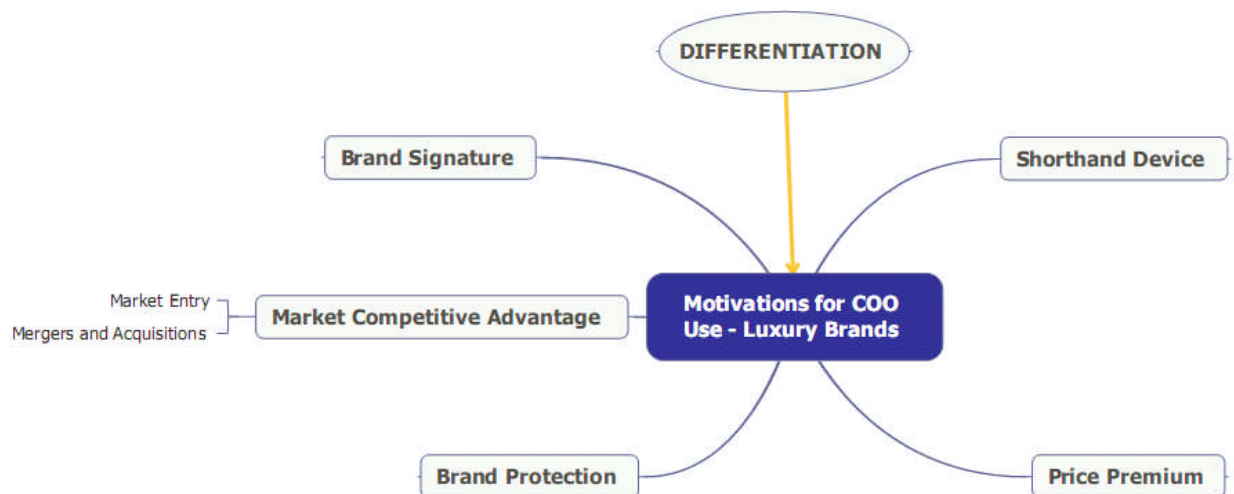 DIFFERENTIATION
Brand Signature
Shorthand Device
Market Entry
Mergers and Acquisitions
Market Competitive Advantage
Motivations for COO
Use - Luxury Brands
Brand Protection
Price Premium